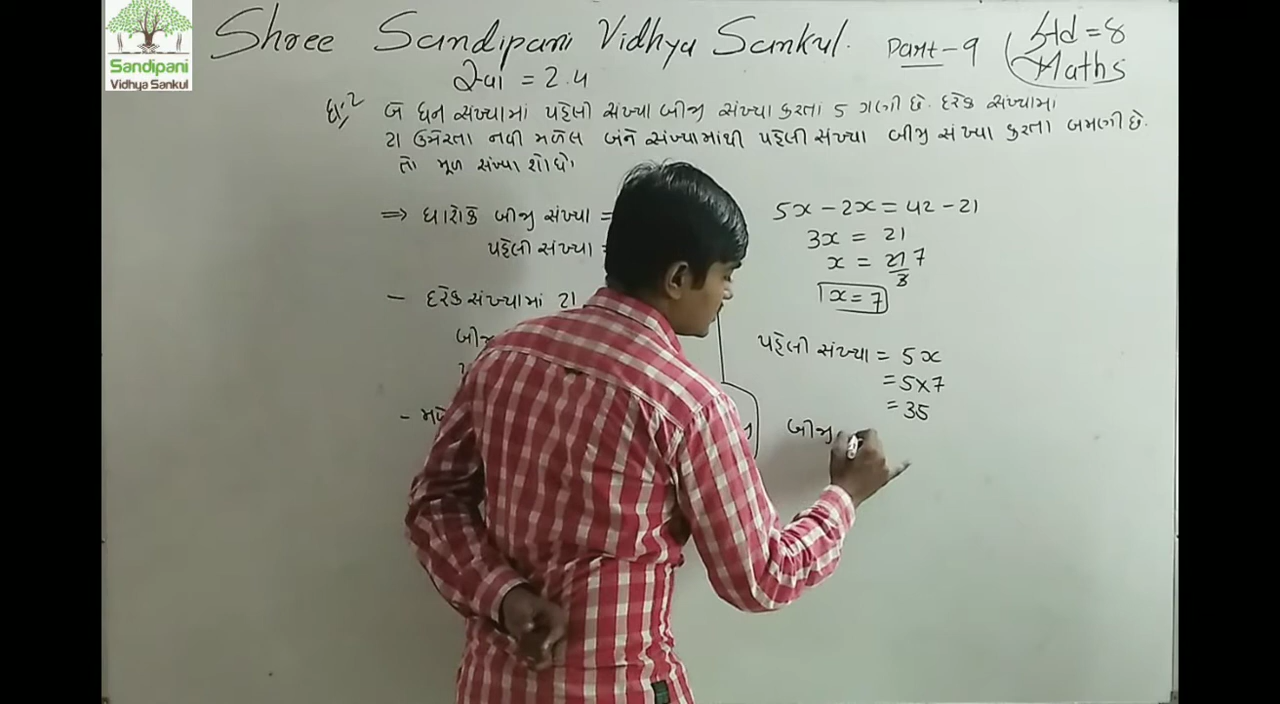 Sandipani
Vidhya Sankul
Shree Sandipani Vidhya Sankul. Part-9
Std = 8
Maths
સ્વા = 2.4
દા.2 બે ધન સંખ્યામાં પહેલી સંખ્યા બીજી સંખ્યા કરતાં 5 ગણી છે. દરેક સંખ્યામાં
21 ઉમેરતા નવી મળેલ બંને સંખ્યામાંથી પહેલી સંખ્યા બીજી સંખ્યા કરતા બમણી છે.
તો મૂળ સંખ્યા શોધો
⇒ ધારોકે બીજી સંખ્યા =
પહેલી સંખ્યા =
- દરેક સંખ્યામાં 21
બીજી
5x - 2x = 42 - 21
3x = 21
x = 21/3 7
x = 7
પહેલી સંખ્યા = 5x
= 5x7
= 35
બીજી